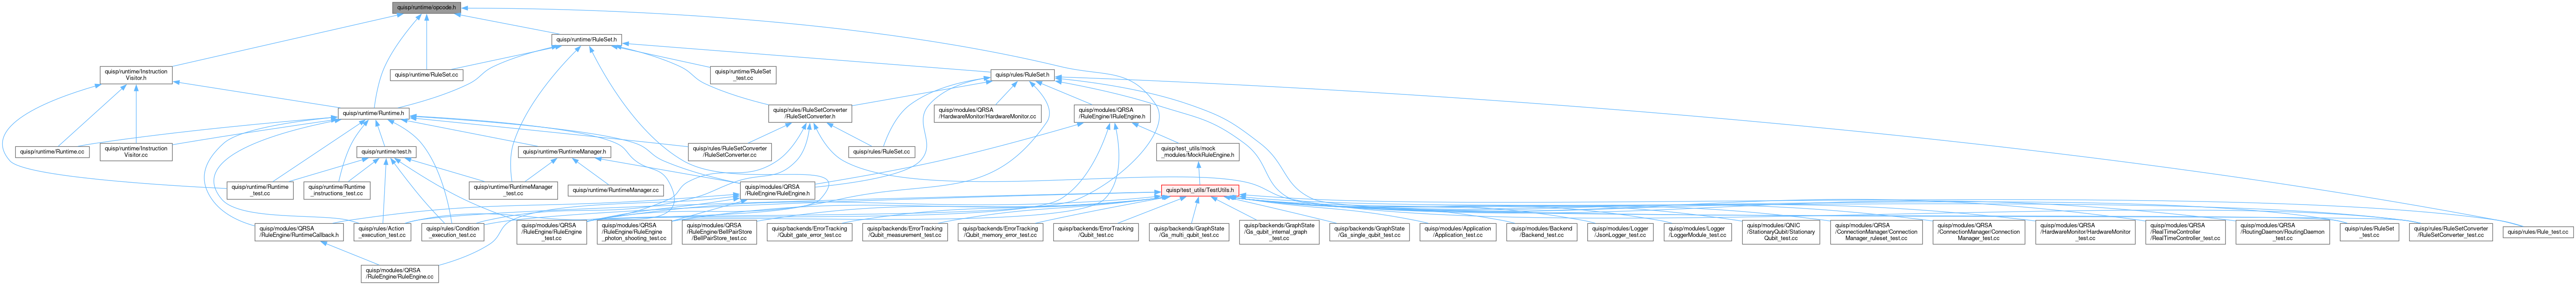 quisp/runtime/opcode.h
quisp/runtime/RuleSet.h
quisp/runtime/Instruction
Visitor.h
quisp/runtime/RuleSet.cc
quisp/runtime/RuleSet
_test.cc
quisp/rules/RuleSet.h
quisp/runtime/Runtime.h
quisp/rules/RuleSetConverter
/RuleSetConverter.h
quisp/modules/QRSA
/HardwareMonitor/HardwareMonitor.cc
quisp/modules/QRSA
/RuleEngine/IRuleEngine.h
quisp/runtime/Runtime.cc
quisp/runtime/Instruction
Visitor.cc
quisp/runtime/test.h
quisp/runtime/RuntimeManager.h
quisp/rules/RuleSetConverter
/RuleSetConverter.cc
quisp/rules/RuleSet.cc
quisp/test_utils/mock
_modules/MockRuleEngine.h
quisp/runtime/Runtime
_test.cc
quisp/runtime/Runtime
_instructions_test.cc
quisp/runtime/RuntimeManager
_test.cc
quisp/runtime/RuntimeManager.cc
quisp/modules/QRSA
/RuleEngine/RuleEngine.h
quisp/test_utils/TestUtils.h
quisp/modules/QRSA
/RuleEngine/RuntimeCallback.h
quisp/rules/Action
_execution_test.cc
quisp/rules/Condition
_execution_test.cc
quisp/modules/QRSA
/RuleEngine/RuleEngine
_test.cc
quisp/modules/QRSA
/RuleEngine/RuleEngine
_photon_shooting_test.cc
quisp/modules/QRSA
/RuleEngine/BellPairStore
/BellPairStore_test.cc
quisp/backends/ErrorTracking
/Qubit_gate_error_test.cc
quisp/backends/ErrorTracking
/Qubit_measurement_test.cc
quisp/backends/ErrorTracking
/Qubit_memory_error_test.cc
quisp/backends/ErrorTracking
/Qubit_test.cc
quisp/backends/GraphState
/Gs_multi_qubit_test.cc
quisp/backends/GraphState
/Gs_qubit_internal_graph
_test.cc
quisp/backends/GraphState
/Gs_single_qubit_test.cc
quisp/modules/Application
/Application_test.cc
quisp/modules/Backend
/Backend_test.cc
quisp/modules/Logger
/JsonLogger_test.cc
quisp/modules/Logger
/LoggerModule_test.cc
quisp/modules/QNIC
/StationaryQubit/Stationary
Qubit_test.cc
quisp/modules/QRSA
/ConnectionManager/Connection
Manager_ruleset_test.cc
quisp/modules/QRSA
/ConnectionManager/Connection
Manager_test.cc
quisp/modules/QRSA
/HardwareMonitor/HardwareMonitor
_test.cc
quisp/modules/QRSA
/RealTimeController
/RealTimeController_test.cc
quisp/modules/QRSA
/RoutingDaemon/RoutingDaemon
_test.cc
quisp/rules/RuleSet
_test.cc
quisp/rules/RuleSetConverter
/RuleSetConverter_test.cc
quisp/rules/Rule_test.cc
quisp/modules/QRSA
/RuleEngine/RuleEngine.cc